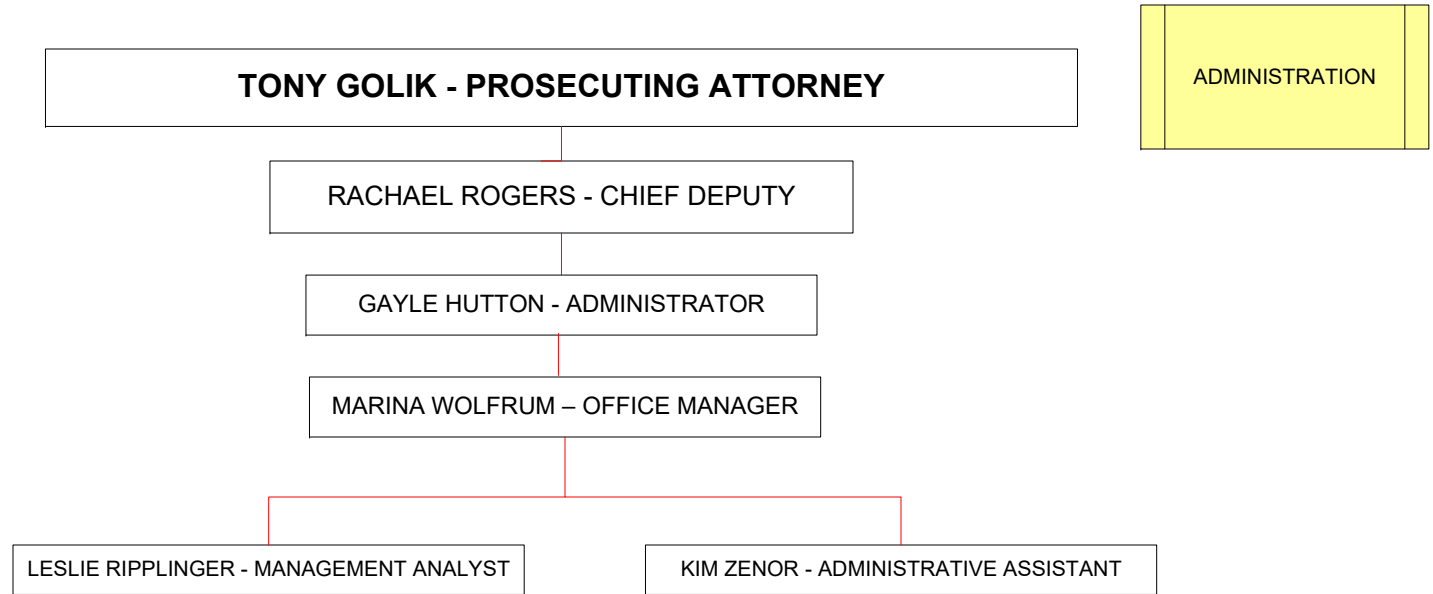 ADMINISTRATION
TONY GOLIK - PROSECUTING ATTORNEY
RACHAEL ROGERS - CHIEF DEPUTY
GAYLE HUTTON - ADMINISTRATOR
MARINA WOLFRUM – OFFICE MANAGER
LESLIE RIPPLINGER - MANAGEMENT ANALYST
KIM ZENOR - ADMINISTRATIVE ASSISTANT